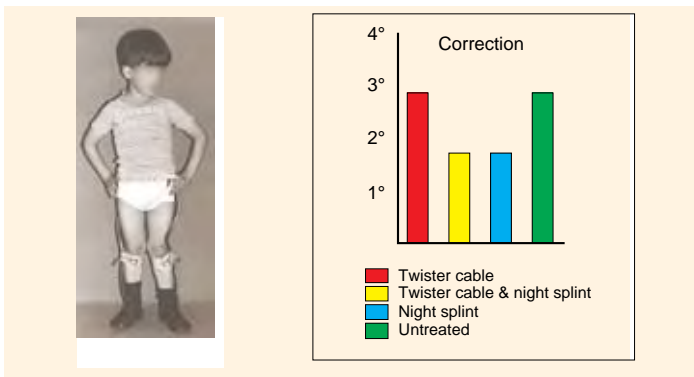 Correction
4°
3°
2°
1°
Twister cable
Twister cable & night splint
Night splint
Untreated